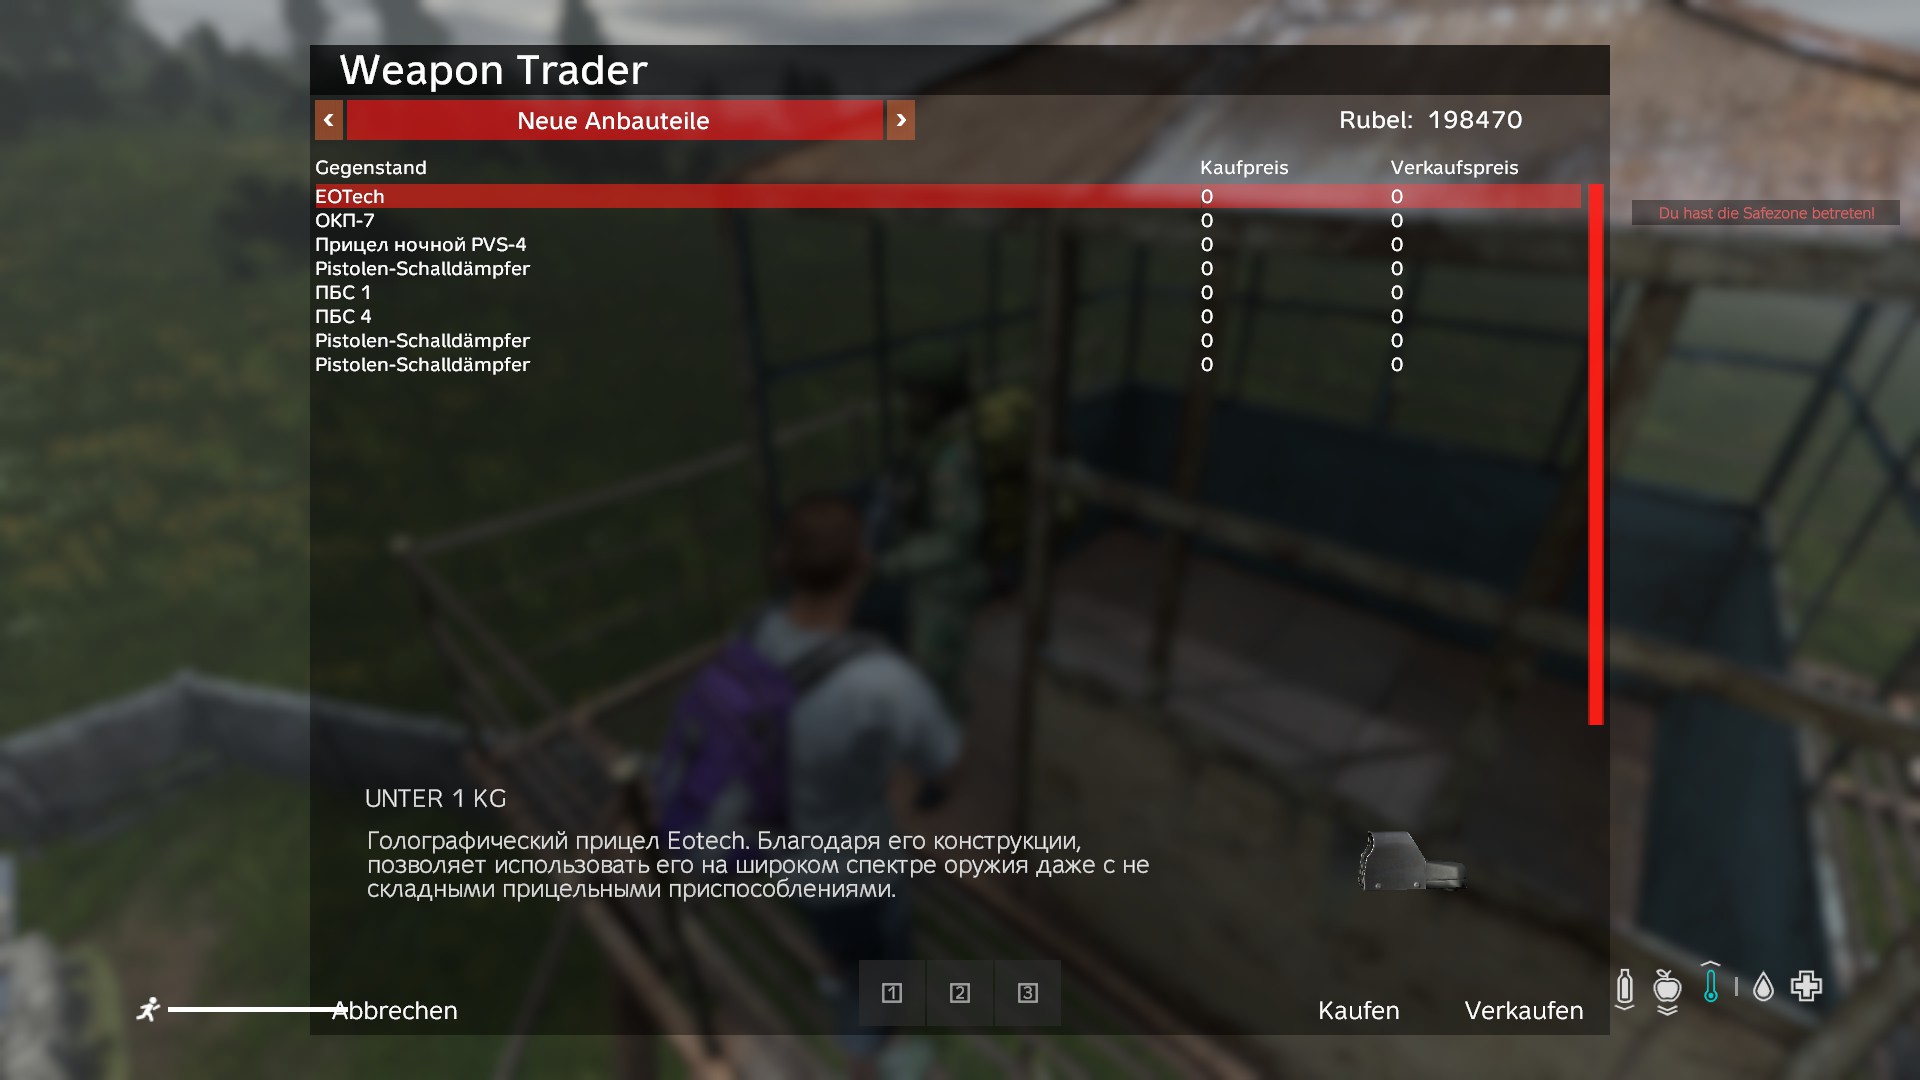 Weapon Trader
< Neue Anbauteile >
Rubel: 198470
Gegenstand Kaufpreis Verkaufspreis
EOTech 0 0
Du hast die Safezone betreten!
ОКП-7 0 0
Прицел ночной PVS-4 0 0
Pistolen-Schalldämpfer 0 0
ПБС 1 0 0
ПБС 4 0 0
Pistolen-Schalldämpfer 0 0
Pistolen-Schalldämpfer 0 0
UNTER 1 KG
Голографический прицел Eotech. Благодаря его конструкции,
позволяет использовать его на широком спектре оружия даже с не
складными прицельными приспособлениями.
1 2 3
Abbrechen
Kaufen Verkaufen